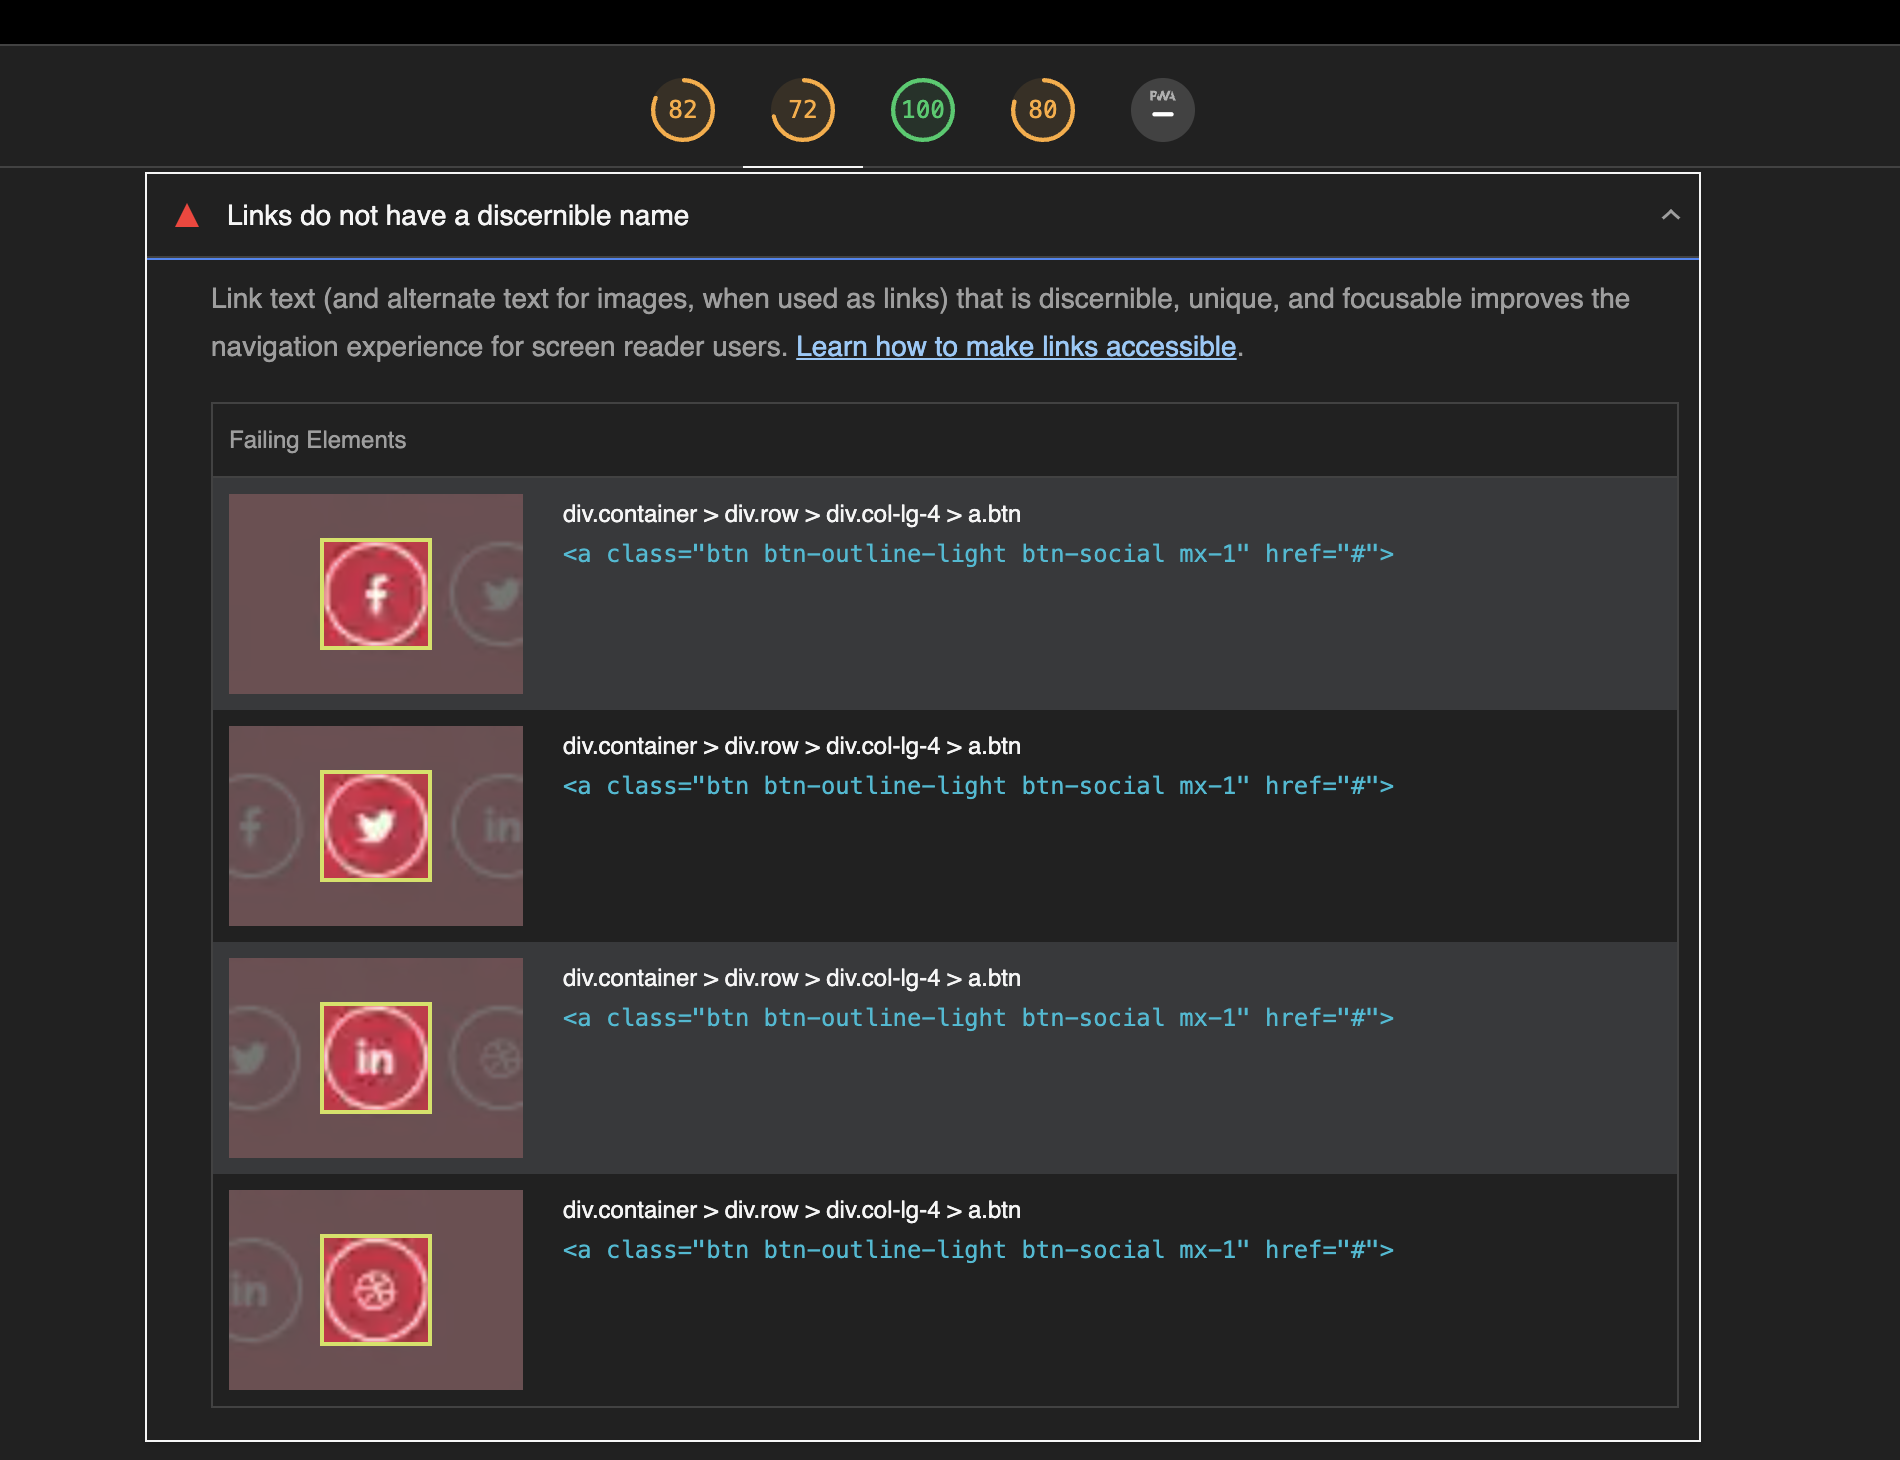 82 72 100 80 PWA
Links do not have a discernible name
Link text (and alternate text for images, when used as links) that is discernible, unique, and focusable improves the
navigation experience for screen reader users. Learn how to make links accessible.
Failing Elements
div.container > div.row > div.col-lg-4 > a.btn
<a class="btn btn-outline-light btn-social mx-1" href="#">
f
div.container > div.row > div.col-lg-4 > a.btn
<a class="btn btn-outline-light btn-social mx-1" href="#">
f in
div.container > div.row > div.col-lg-4 > a.btn
<a class="btn btn-outline-light btn-social mx-1" href="#">
in
div.container > div.row > div.col-lg-4 > a.btn
<a class="btn btn-outline-light btn-social mx-1" href="#">
in